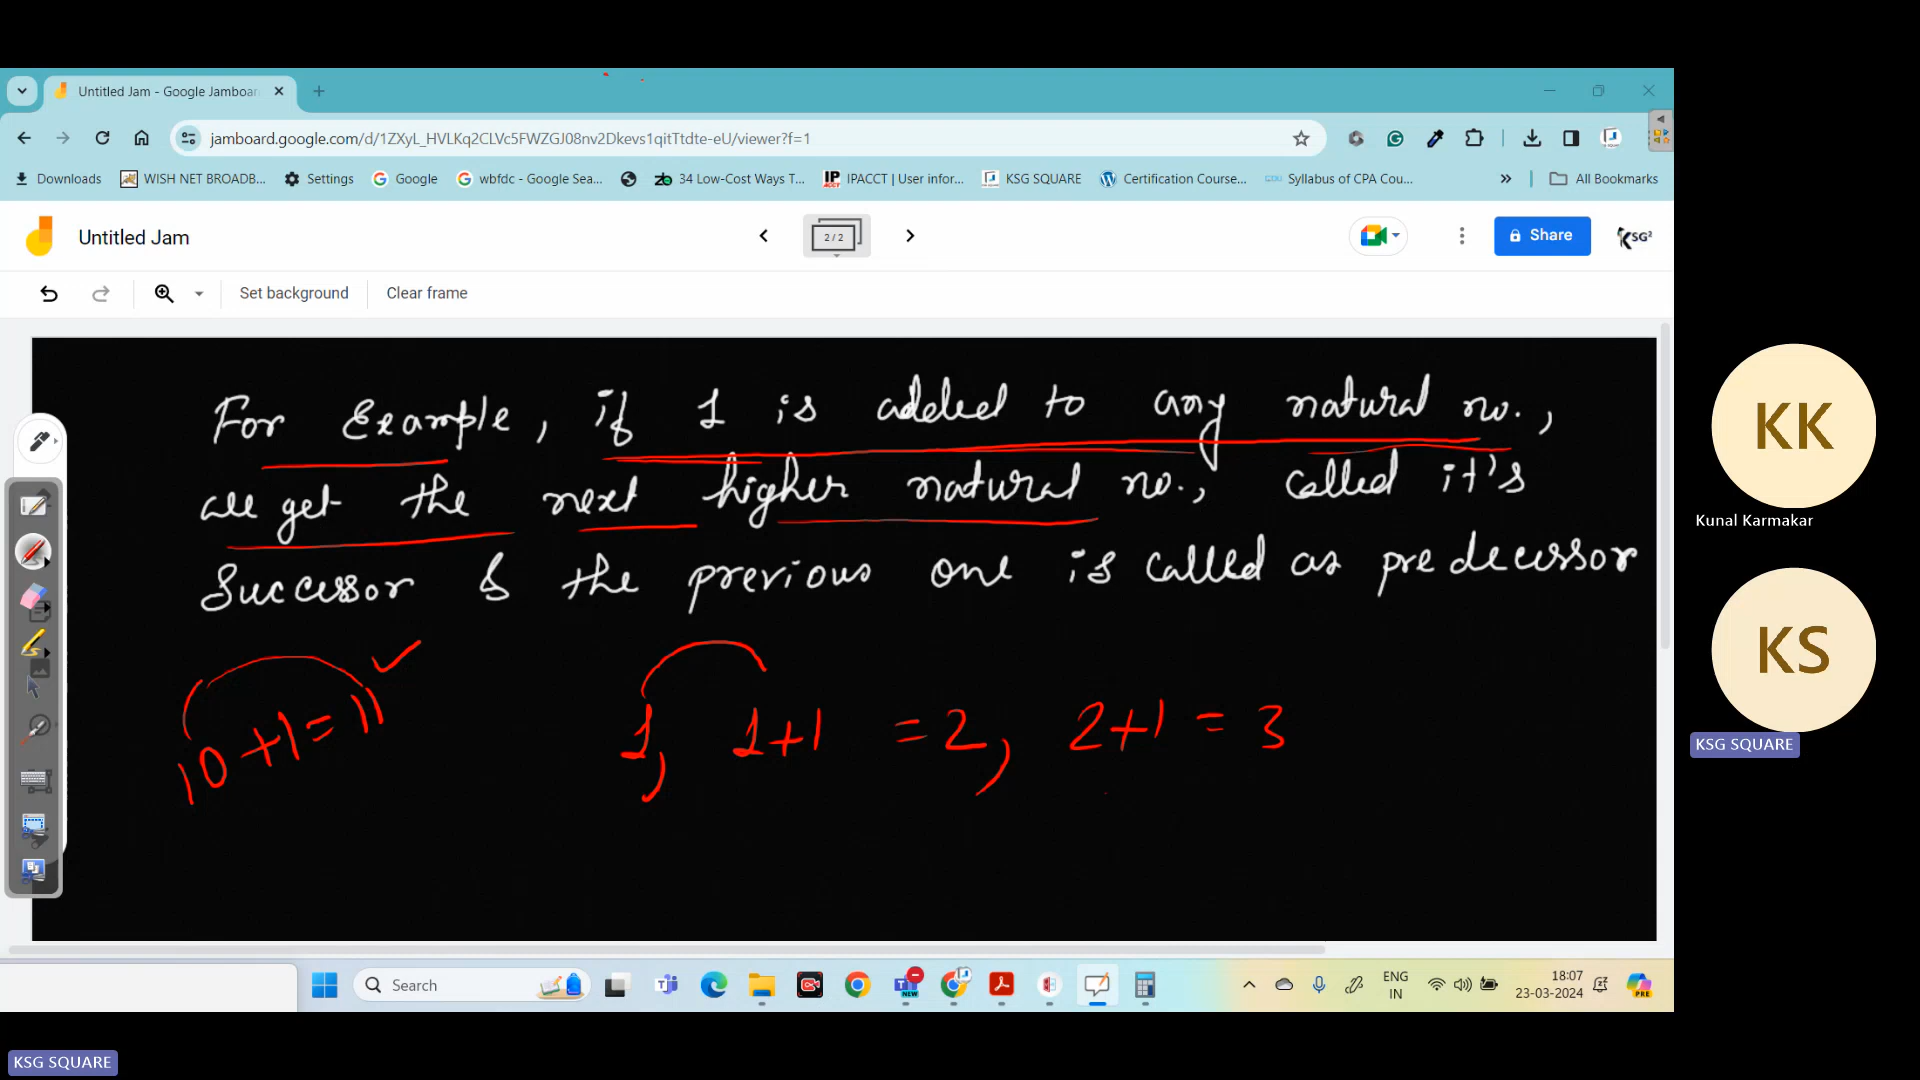 Untitled Jam - Google Jamboar
jamboard.google.com/d/1ZXyL_HVLKq2CLVc5FWZGJ08nv2Dkevs1qitTtdte-eU/viewer?f=1
Downloads WISH NET BROADB... Settings Google wbfdc - Google Sea... 34 Low-Cost Ways T... IPACCT | User infor... KSG SQUARE Certification Course... Syllabus of CPA Cou... » All Bookmarks
Untitled Jam 2 / 2 Share KSG²
Set background Clear frame
For Example, if 1 is added to any natural no.,
we get the next higher natural no., called it's
Successor & the previous one is called as predecessor
10+1=11 1, 1+1 =2, 2+1 = 3
KK
Kunal Karmakar
KS
KSG SQUARE
Search NEW ENG IN 18:07 23-03-2024 PRE
KSG SQUARE